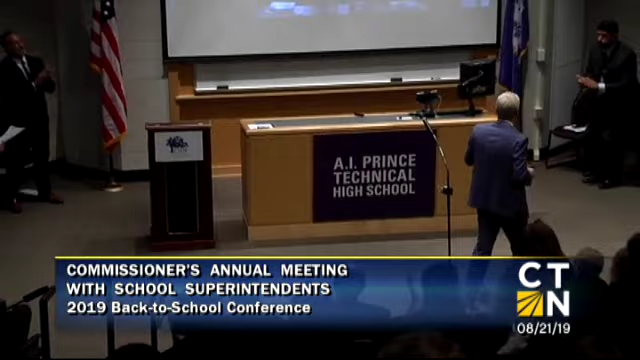 A.I. PRINCE
TECHNICAL
HIGH SCHOOL
COMMISSIONER'S ANNUAL MEETING
WITH SCHOOL SUPERINTENDENTS
2019 Back-to-School Conference
CT
N
08/21/19